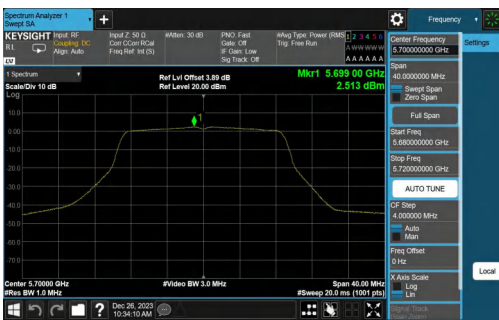 Spectrum Analyzer 1
Swept SA
Frequency
KEYSIGHT
RL
LW
Input: RF
Coupling: DC
Align: Auto
Input Z: 50 Ω
Corr CCorr RCal
Freq Ref: Int (S)
#Atten: 30 dB
PNO: Fast
Gate: Off
IF Gain: Low
Sig Track: Off
#Avg Type: Power (RMS
Trig: Free Run
1 2 3 4 5 6
A W W W W W
A A A A A A
1 Spectrum
Scale/Div 10 dB
Log
Ref Lvl Offset 3.89 dB
Ref Level 20.00 dBm
Mkr1 5.699 00 GHz
2.513 dBm
1
10.0
0.00
-10.0
-20.0
-30.0
-40.0
-50.0
-60.0
-70.0
Center 5.70000 GHz
#Res BW 1.0 MHz
#Video BW 3.0 MHz
Span 40.00 MHz
#Sweep 20.0 ms (1001 pts)
Dec 26, 2023
10:34:10 AM
Center Frequency
5.700000000 GHz
Span
40.0000000 MHz
Swept Span
Zero Span
Full Span
Start Freq
5.680000000 GHz
Stop Freq
5.720000000 GHz
AUTO TUNE
CF Step
4.000000 MHz
Auto
Man
Freq Offset
0 Hz
X Axis Scale
Log
Lin
Signal Track
Settings
Local